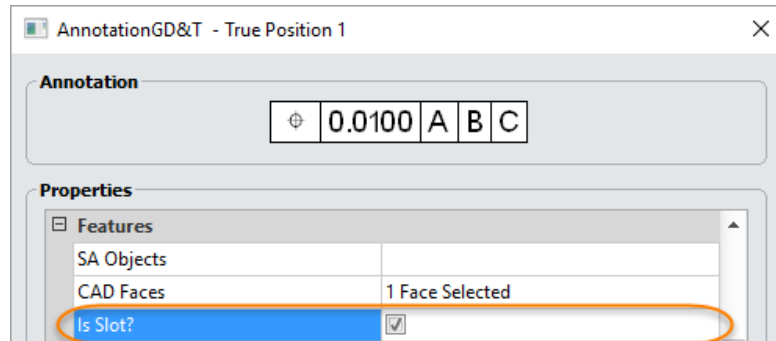 AnnotationGD&T - True Position 1
Annotation
⌖ 0.0100 A B C
Properties
Features
SA Objects
CAD Faces 1 Face Selected
Is Slot?